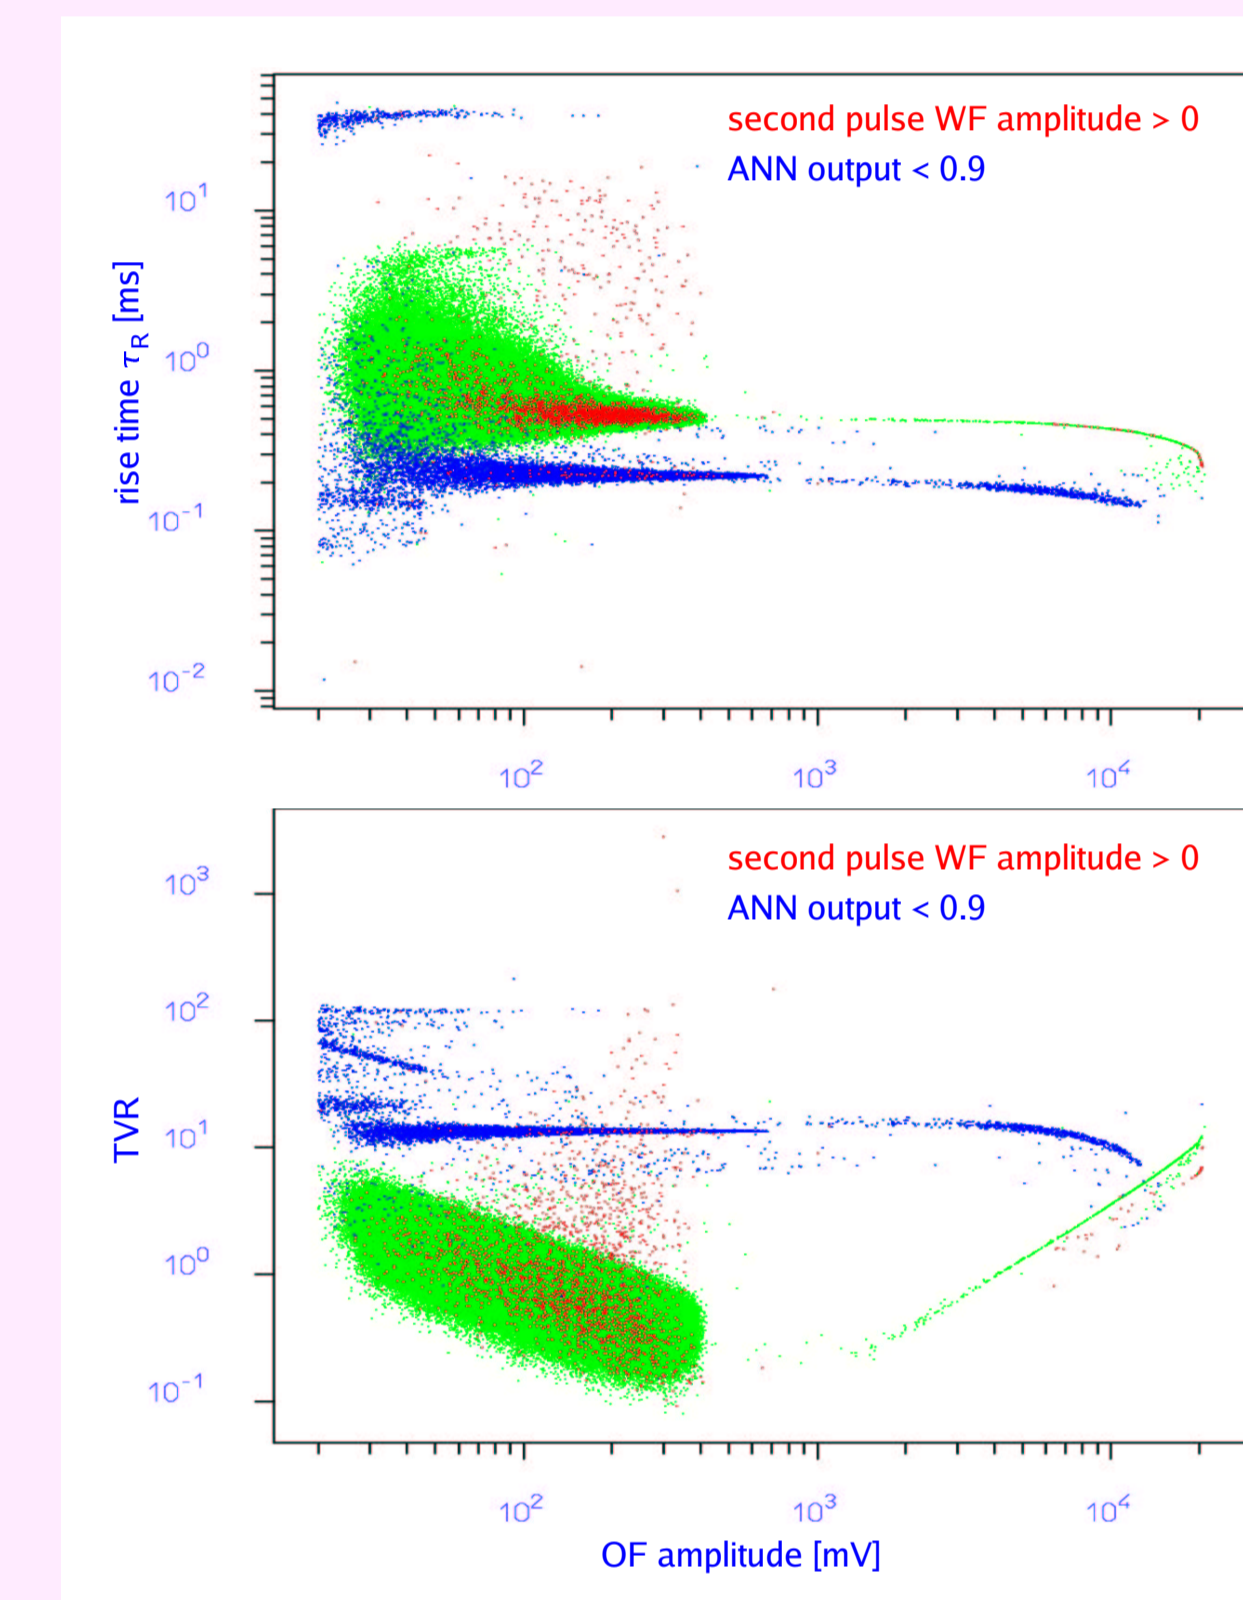 second pulse WF amplitude > 0
ANN output < 0.9
10¹
10⁰
10⁻¹
10⁻²
rise time τR [ms]
10² 10³ 10⁴
second pulse WF amplitude > 0
ANN output < 0.9
10³
10²
10¹
10⁰
10⁻¹
TVR
10² 10³ 10⁴
OF amplitude [mV]